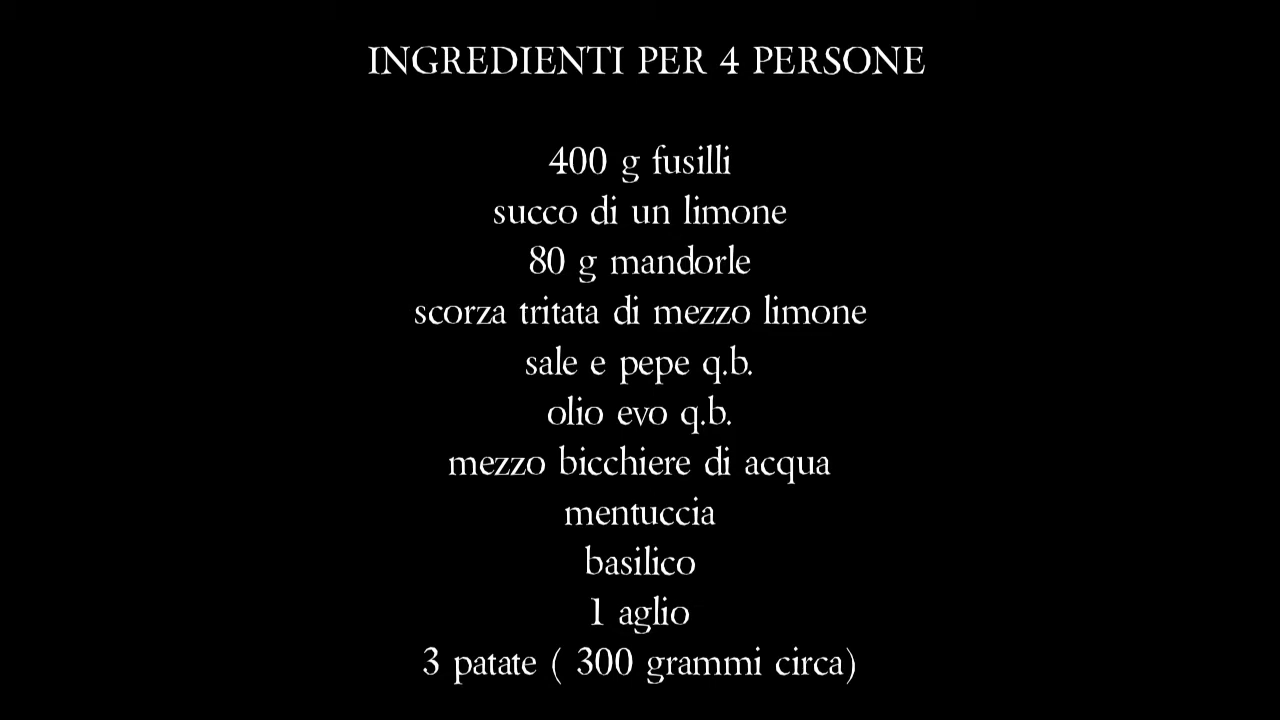 INGREDIENTI PER 4 PERSONE
400 g fusilli
succo di un limone
80 g mandorle
scorza tritata di mezzo limone
sale e pepe q.b.
olio evo q.b.
mezzo bicchiere di acqua
mentuccia
basilico
1 aglio
3 patate ( 300 grammi circa)